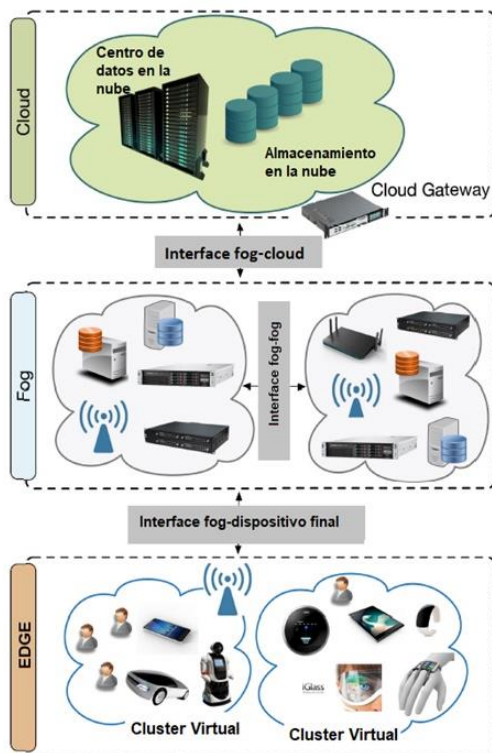 Cloud
Centro de
datos en la
nube
Almacenamiento
en la nube
Cloud Gateway
Interface fog-cloud
Fog
Interface fog-fog
Interface fog-dispositivo final
EDGE
iGlass
Cluster Virtual
Cluster Virtual